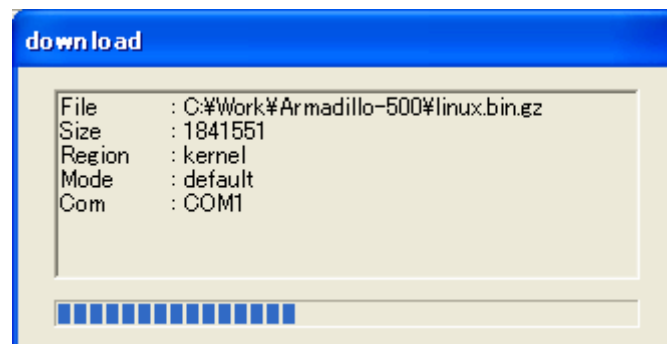 download
File : C:¥Work¥Armadillo-500¥linux.bin.gz
Size : 1841551
Region : kernel
Mode : default
Com : COM1